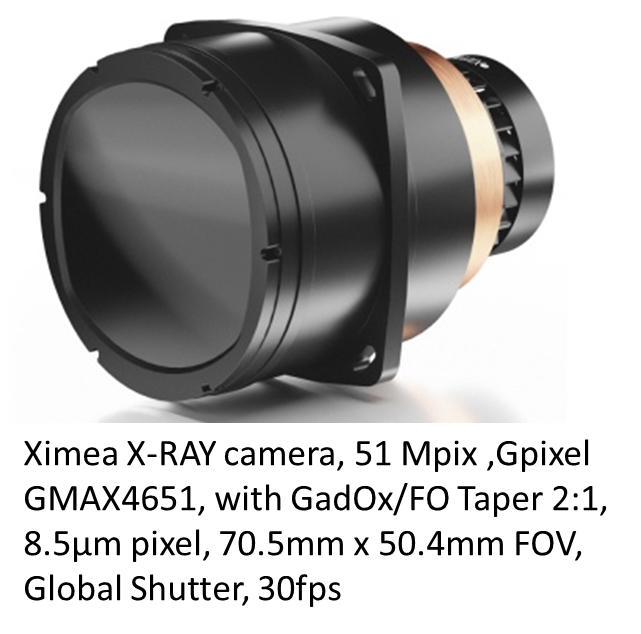 Ximea X-RAY camera, 51 Mpix ,Gpixel
GMAX4651, with GadOx/FO Taper 2:1,
8.5µm pixel, 70.5mm x 50.4mm FOV,
Global Shutter, 30fps